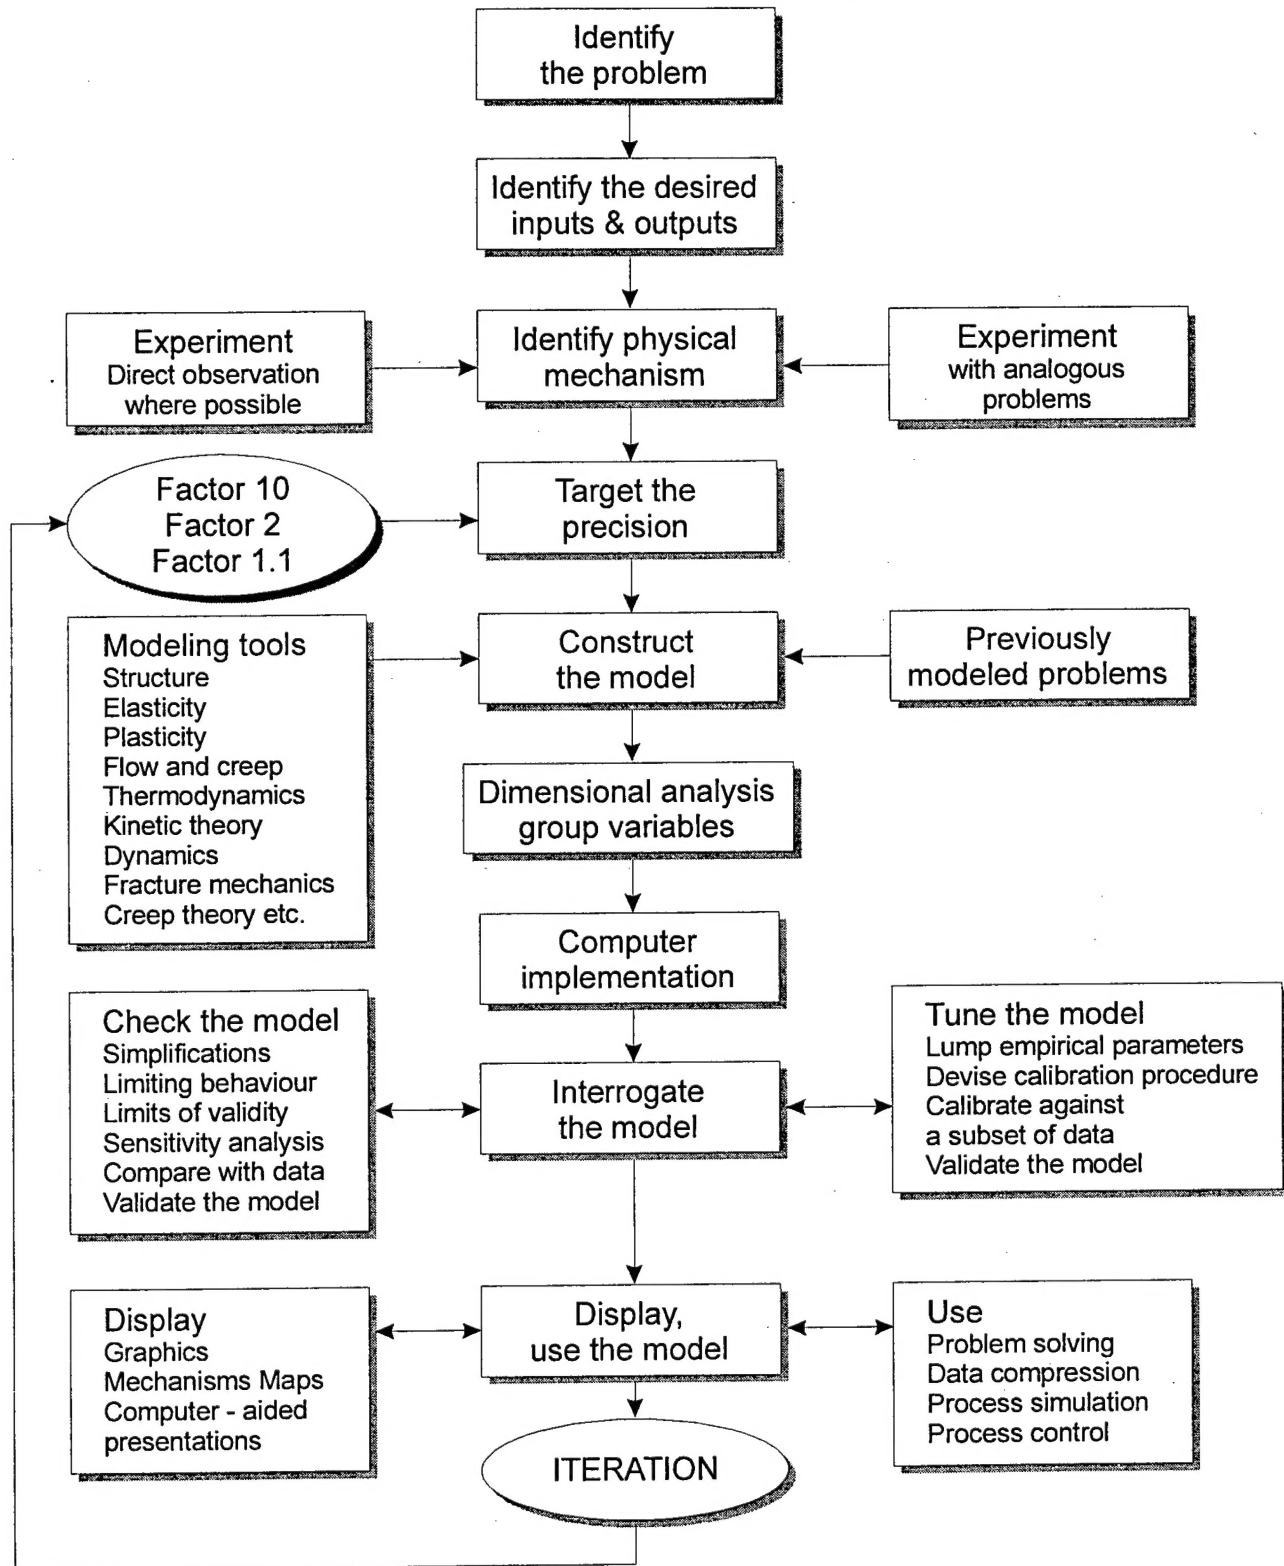 Identify
the problem
Identify the desired
inputs & outputs
Experiment
Direct observation
where possible
Identify physical
mechanism
Experiment
with analogous
problems
Factor 10
Factor 2
Factor 1.1
Target the
precision
Modeling tools
Structure
Elasticity
Plasticity
Flow and creep
Thermodynamics
Kinetic theory
Dynamics
Fracture mechanics
Creep theory etc.
Construct
the model
Previously
modeled problems
Dimensional analysis
group variables
Computer
implementation
Check the model
Simplifications
Limiting behaviour
Limits of validity
Sensitivity analysis
Compare with data
Validate the model
Interrogate
the model
Tune the model
Lump empirical parameters
Devise calibration procedure
Calibrate against
a subset of data
Validate the model
Display
Graphics
Mechanisms Maps
Computer - aided
presentations
Display,
use the model
Use
Problem solving
Data compression
Process simulation
Process control
ITERATION